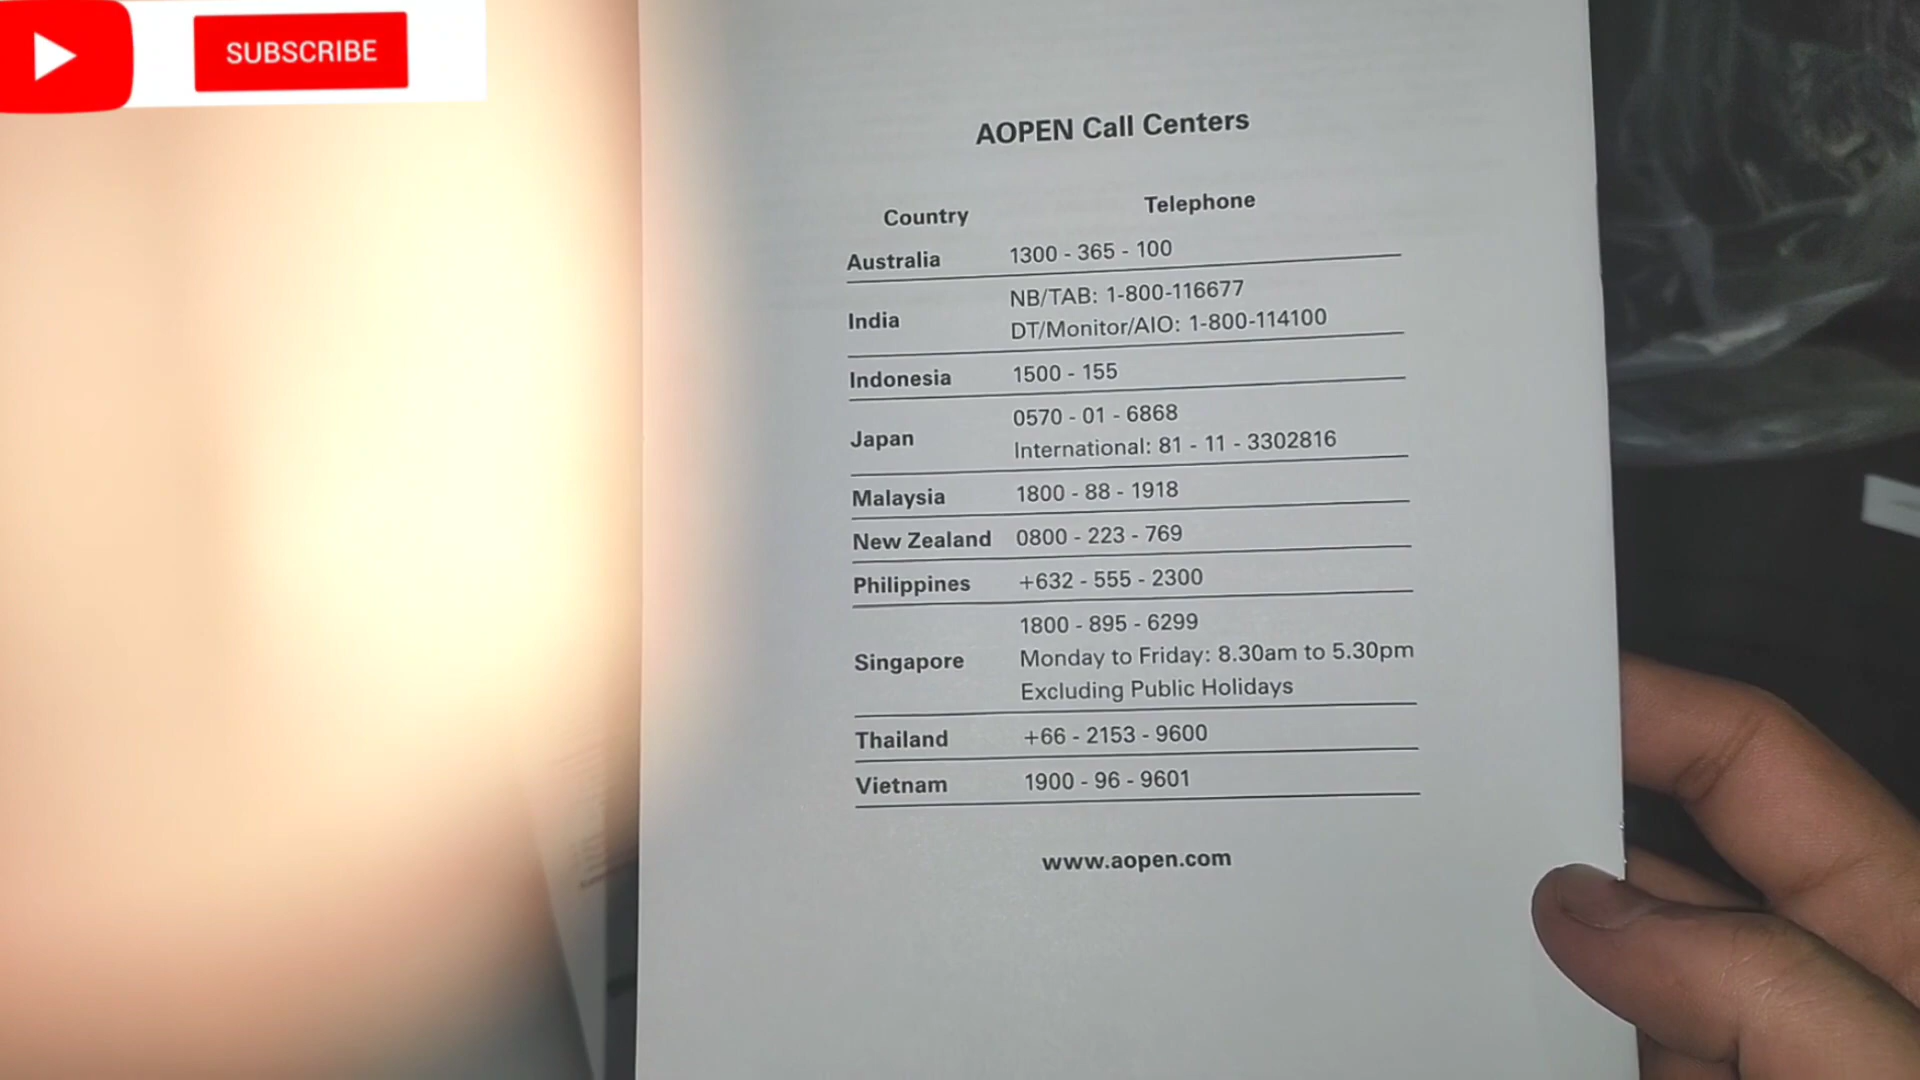 SUBSCRIBE
AOPEN Call Centers
Country Telephone
Australia 1300 - 365 - 100
India NB/TAB: 1-800-116677
DT/Monitor/AIO: 1-800-114100
Indonesia 1500 - 155
Japan 0570 - 01 - 6868
International: 81 - 11 - 3302816
Malaysia 1800 - 88 - 1918
New Zealand 0800 - 223 - 769
Philippines +632 - 555 - 2300
Singapore 1800 - 895 - 6299
Monday to Friday: 8.30am to 5.30pm
Excluding Public Holidays
Thailand +66 - 2153 - 9600
Vietnam 1900 - 96 - 9601
www.aopen.com